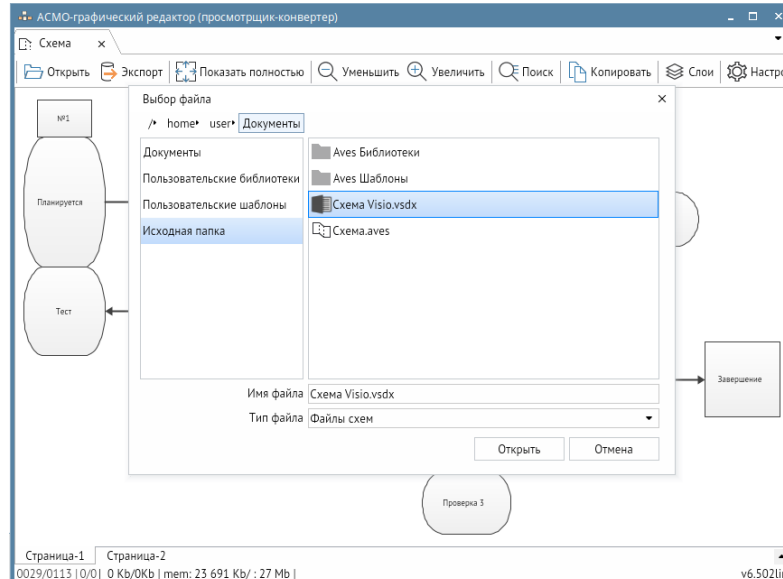 АСМО-графический редактор (просмотрщик-конвертер)
Схема
Открыть Экспорт Показать полностью Уменьшить Увеличить Поиск Копировать Слои Настро
Выбор файла
/ home user Документы
№1
Документы
Пользовательские библиотеки
Пользовательские шаблоны
Исходная папка
Aves Библиотеки
Aves Шаблоны
Схема Visio.vsdx
Схема.aves
Планируется
Тест
Завершение
Имя файла Схема Visio.vsdx
Тип файла Файлы схем
Открыть Отмена
Проверка 3
Страница-1 Страница-2
0029/0113 | 0/0 | 0 Kb/0Kb | mem: 23 691 Kb/ : 27 Mb | v6.502li